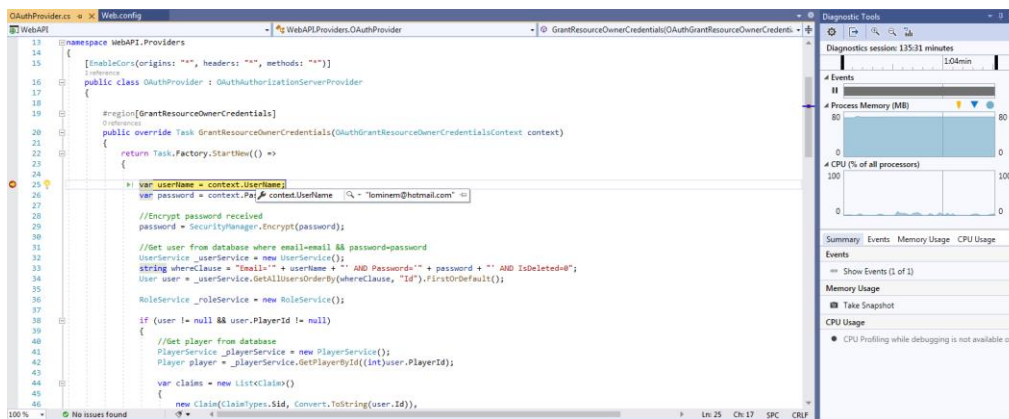 OAuthProvider.cs Web.config
WebAPI WebAPI.Providers.OAuthProvider GrantResourceOwnerCredentials(OAuthGrantResourceOwnerCredenti
13 namespace WebAPI.Providers
14 {
15 [EnableCors(origins: "*", headers: "*", methods: "*")]
1 reference
16 public class OAuthProvider : OAuthAuthorizationServerProvider
17 {
18
19 #region[GrantResourceOwnerCredentials]
0 references
20 public override Task GrantResourceOwnerCredentials(OAuthGrantResourceOwnerCredentialsContext context)
21 {
22 return Task.Factory.StartNew(() =>
23 {
24
25 var userName = context.UserName;
26 var password = context.Pas
context.UserName "lominem@hotmail.com"
27
28 //Encrypt password received
29 password = SecurityManager.Encrypt(password);
30
31 //Get user from database where email=email && password=password
32 UserService _userService = new UserService();
33 string whereClause = "Email='" + userName + "' AND Password='" + password + "' AND IsDeleted=0";
34 User user = _userService.GetAllUsersOrderBy(whereClause, "Id").FirstOrDefault();
35
36 RoleService _roleService = new RoleService();
37
38 if (user != null && user.PlayerId != null)
39 {
40 //Get player from database
41 PlayerService _playerService = new PlayerService();
42 Player player = _playerService.GetPlayerById((int)user.PlayerId);
43
44 var claims = new List<Claim>()
45 {
46 new Claim(ClaimTypes.Sid, Convert.ToString(user.Id)),
100 % No issues found Ln: 25 Ch: 17 SPC CRLF
Diagnostic Tools
Diagnostics session: 135:31 minutes
1:04min
Events
Process Memory (MB)
80 80
0 0
CPU (% of all processors)
100 100
0 0
Summary Events Memory Usage CPU Usage
Events
Show Events (1 of 1)
Memory Usage
Take Snapshot
CPU Usage
CPU Profiling while debugging is not available o